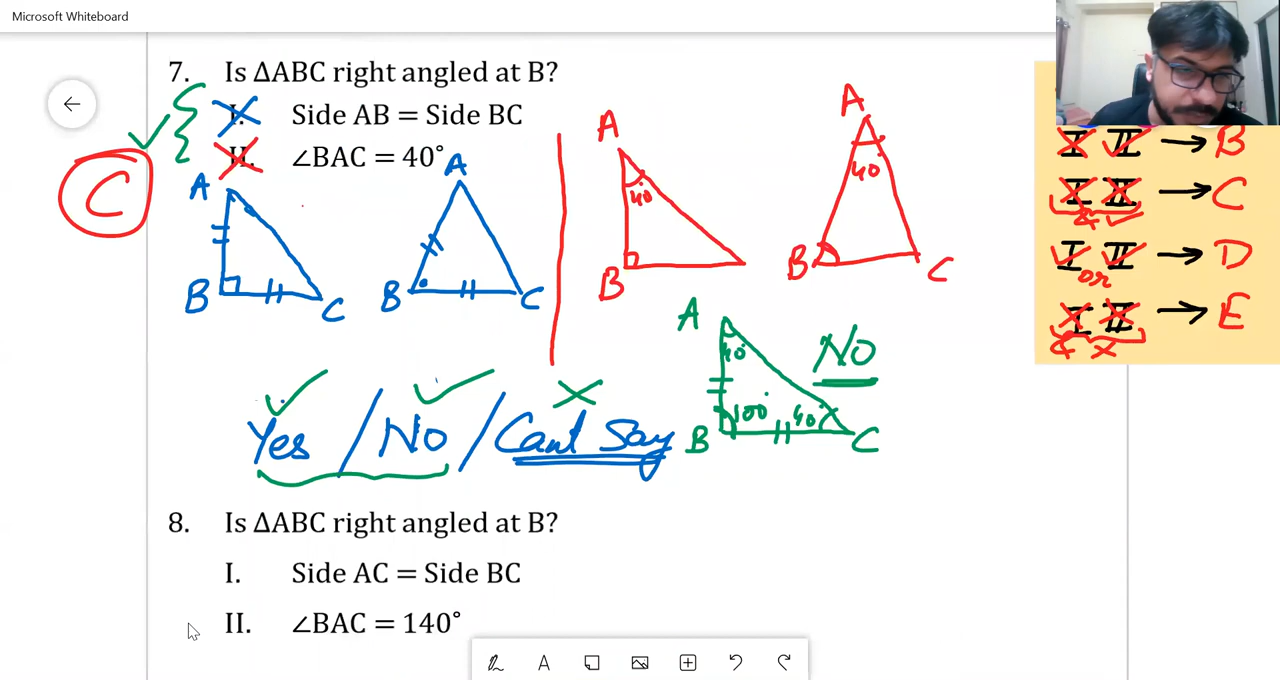 Microsoft Whiteboard
7. Is ΔABC right angled at B?
I. Side AB = Side BC
II. ∠BAC = 40°
C
A
B
C
A
B
C
A
40
B
A
40
B
C
A
40°
B
100°
40°
C
No
Yes / No / Cant Say
I II → B
I II → C
& ✓
I II → D
or
I II → E
& ×
8. Is ΔABC right angled at B?
I. Side AC = Side BC
II. ∠BAC = 140°
A